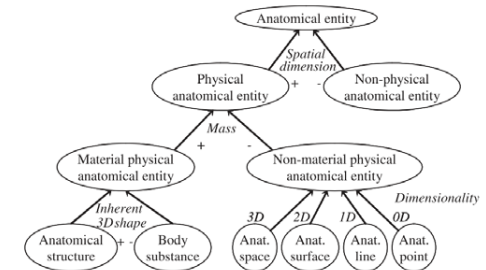 Anatomical entity
Spatial
dimension
Physical
anatomical entity
+ -
Non-physical
anatomical entity
Mass
+ -
Material physical
anatomical entity
Non-material physical
anatomical entity
Dimensionality
Inherent
3D shape
3D 2D 1D 0D
+ -
Anatomical
structure
Body
substance
Anat.
space
Anat.
surface
Anat.
line
Anat.
point